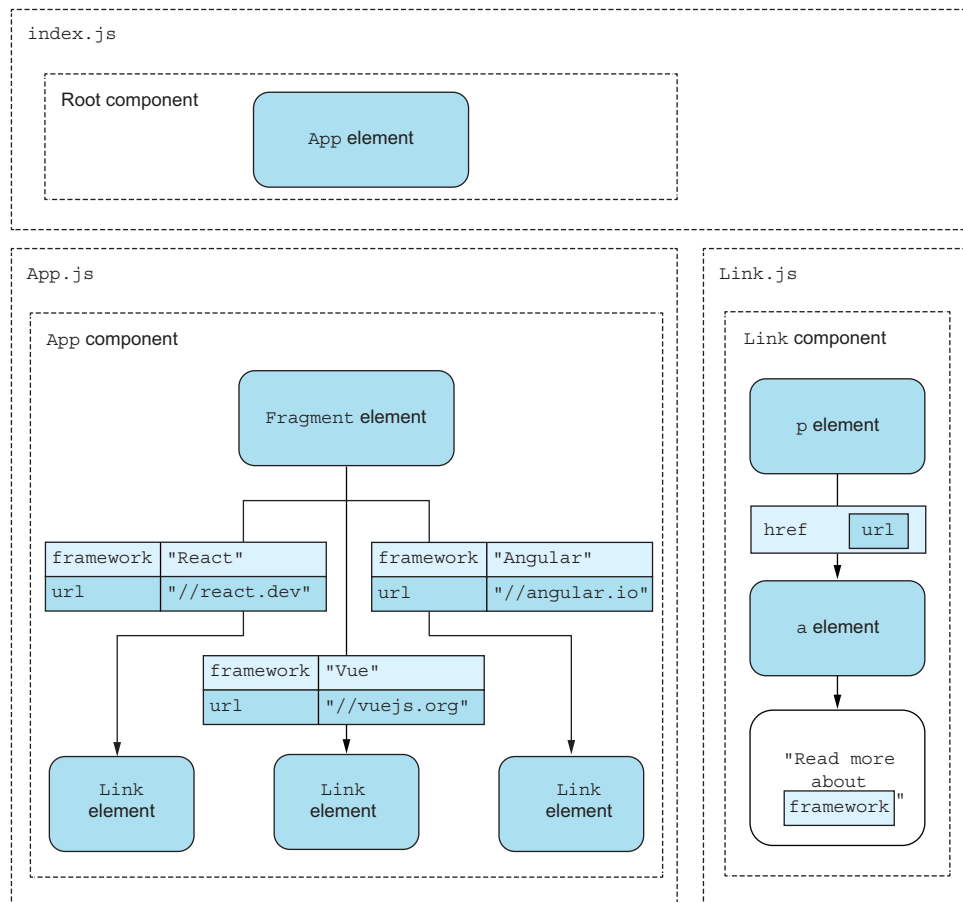 index.js
Root component
App element
App.js
App component
Fragment element
framework "React"
url "//react.dev"
framework "Angular"
url "//angular.io"
framework "Vue"
url "//vuejs.org"
Link
element
Link
element
Link
element
Link.js
Link component
p element
href url
a element
"Read more
about
framework"